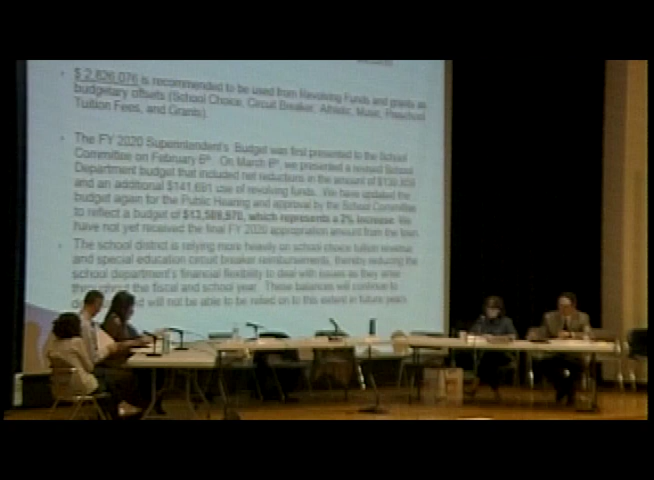 $ 2,826,076 is recommended to be used from Revolving Funds and grants as
budgetary offsets (School Choice, Circuit Breaker, Athletic, Music, Preschool
Tuition Fees, and Grants).
The FY 2020 Superintendent's Budget was first presented to the School
Committee on February 6th. On March 6th, we presented a revised School
Department budget that included net reductions in the amount of
and an additional $141,691 use of revolving funds. We have updated the
budget again for the Public Hearing and approval by the School Committee
to reflect a budget of $13,589,970, which represents a 2% increase. We
have not yet received the final FY 2020 appropriation amount from the town.
The school district is relying more heavily on school choice tuition revenue
and special education circuit breaker reimbursements, thereby reducing the
school department's financial flexibility to deal with issues as they arise
throughout the fiscal and school year. These balances will continue to
will not be able to be relied on to this extent in future years.